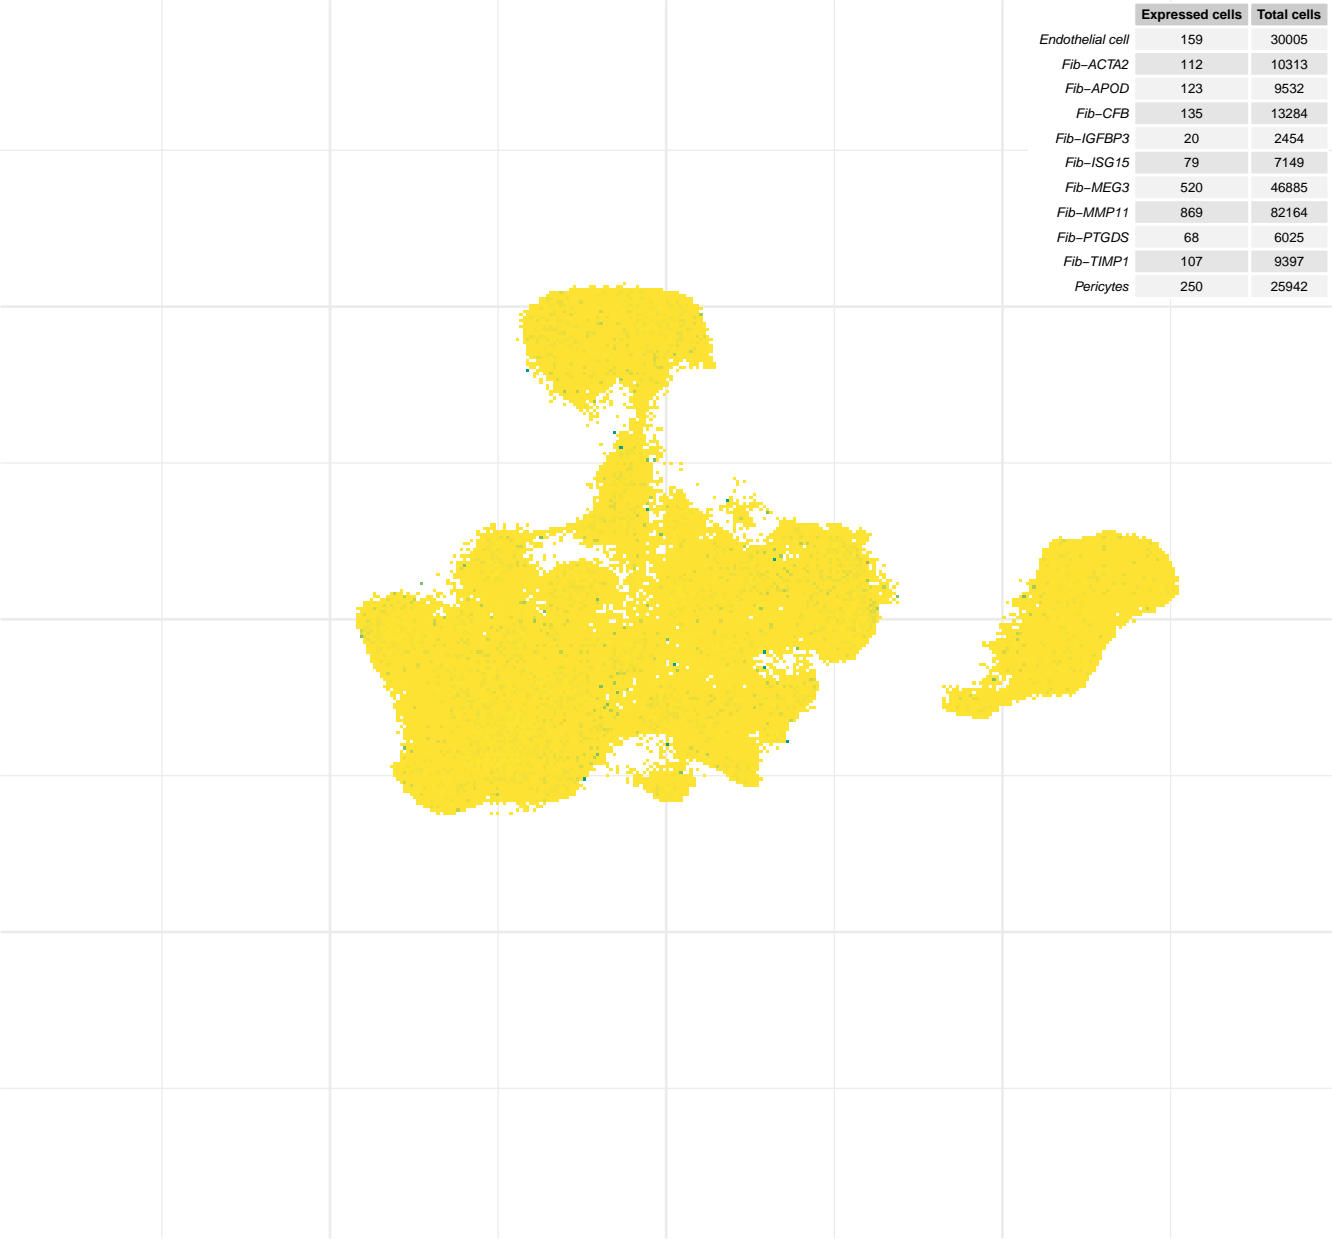 Expressed cells Total cells
Endothelial cell 159 30005
Fib−ACTA2 112 10313
Fib−APOD 123 9532
Fib−CFB 135 13284
Fib−IGFBP3 20 2454
Fib−ISG15 79 7149
Fib−MEG3 520 46885
Fib−MMP11 869 82164
Fib−PTGDS 68 6025
Fib−TIMP1 107 9397
Pericytes 250 25942